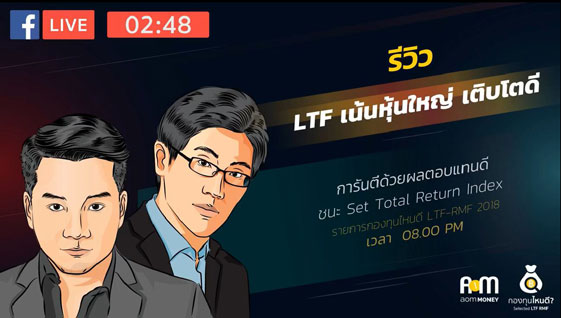 f LIVE 02:48
รีวิว
LTF เน้นหุ้นใหญ่ เติบโตดี
การันตีด้วยผลตอบแทนดี
ชนะ Set Total Return Index
รายการกองทุนไหนดี LTF-RMF 2018
เวลา 08.00 PM
AOM
aomMONEY
กองทุนไหนดี?
Selected LTF RMF